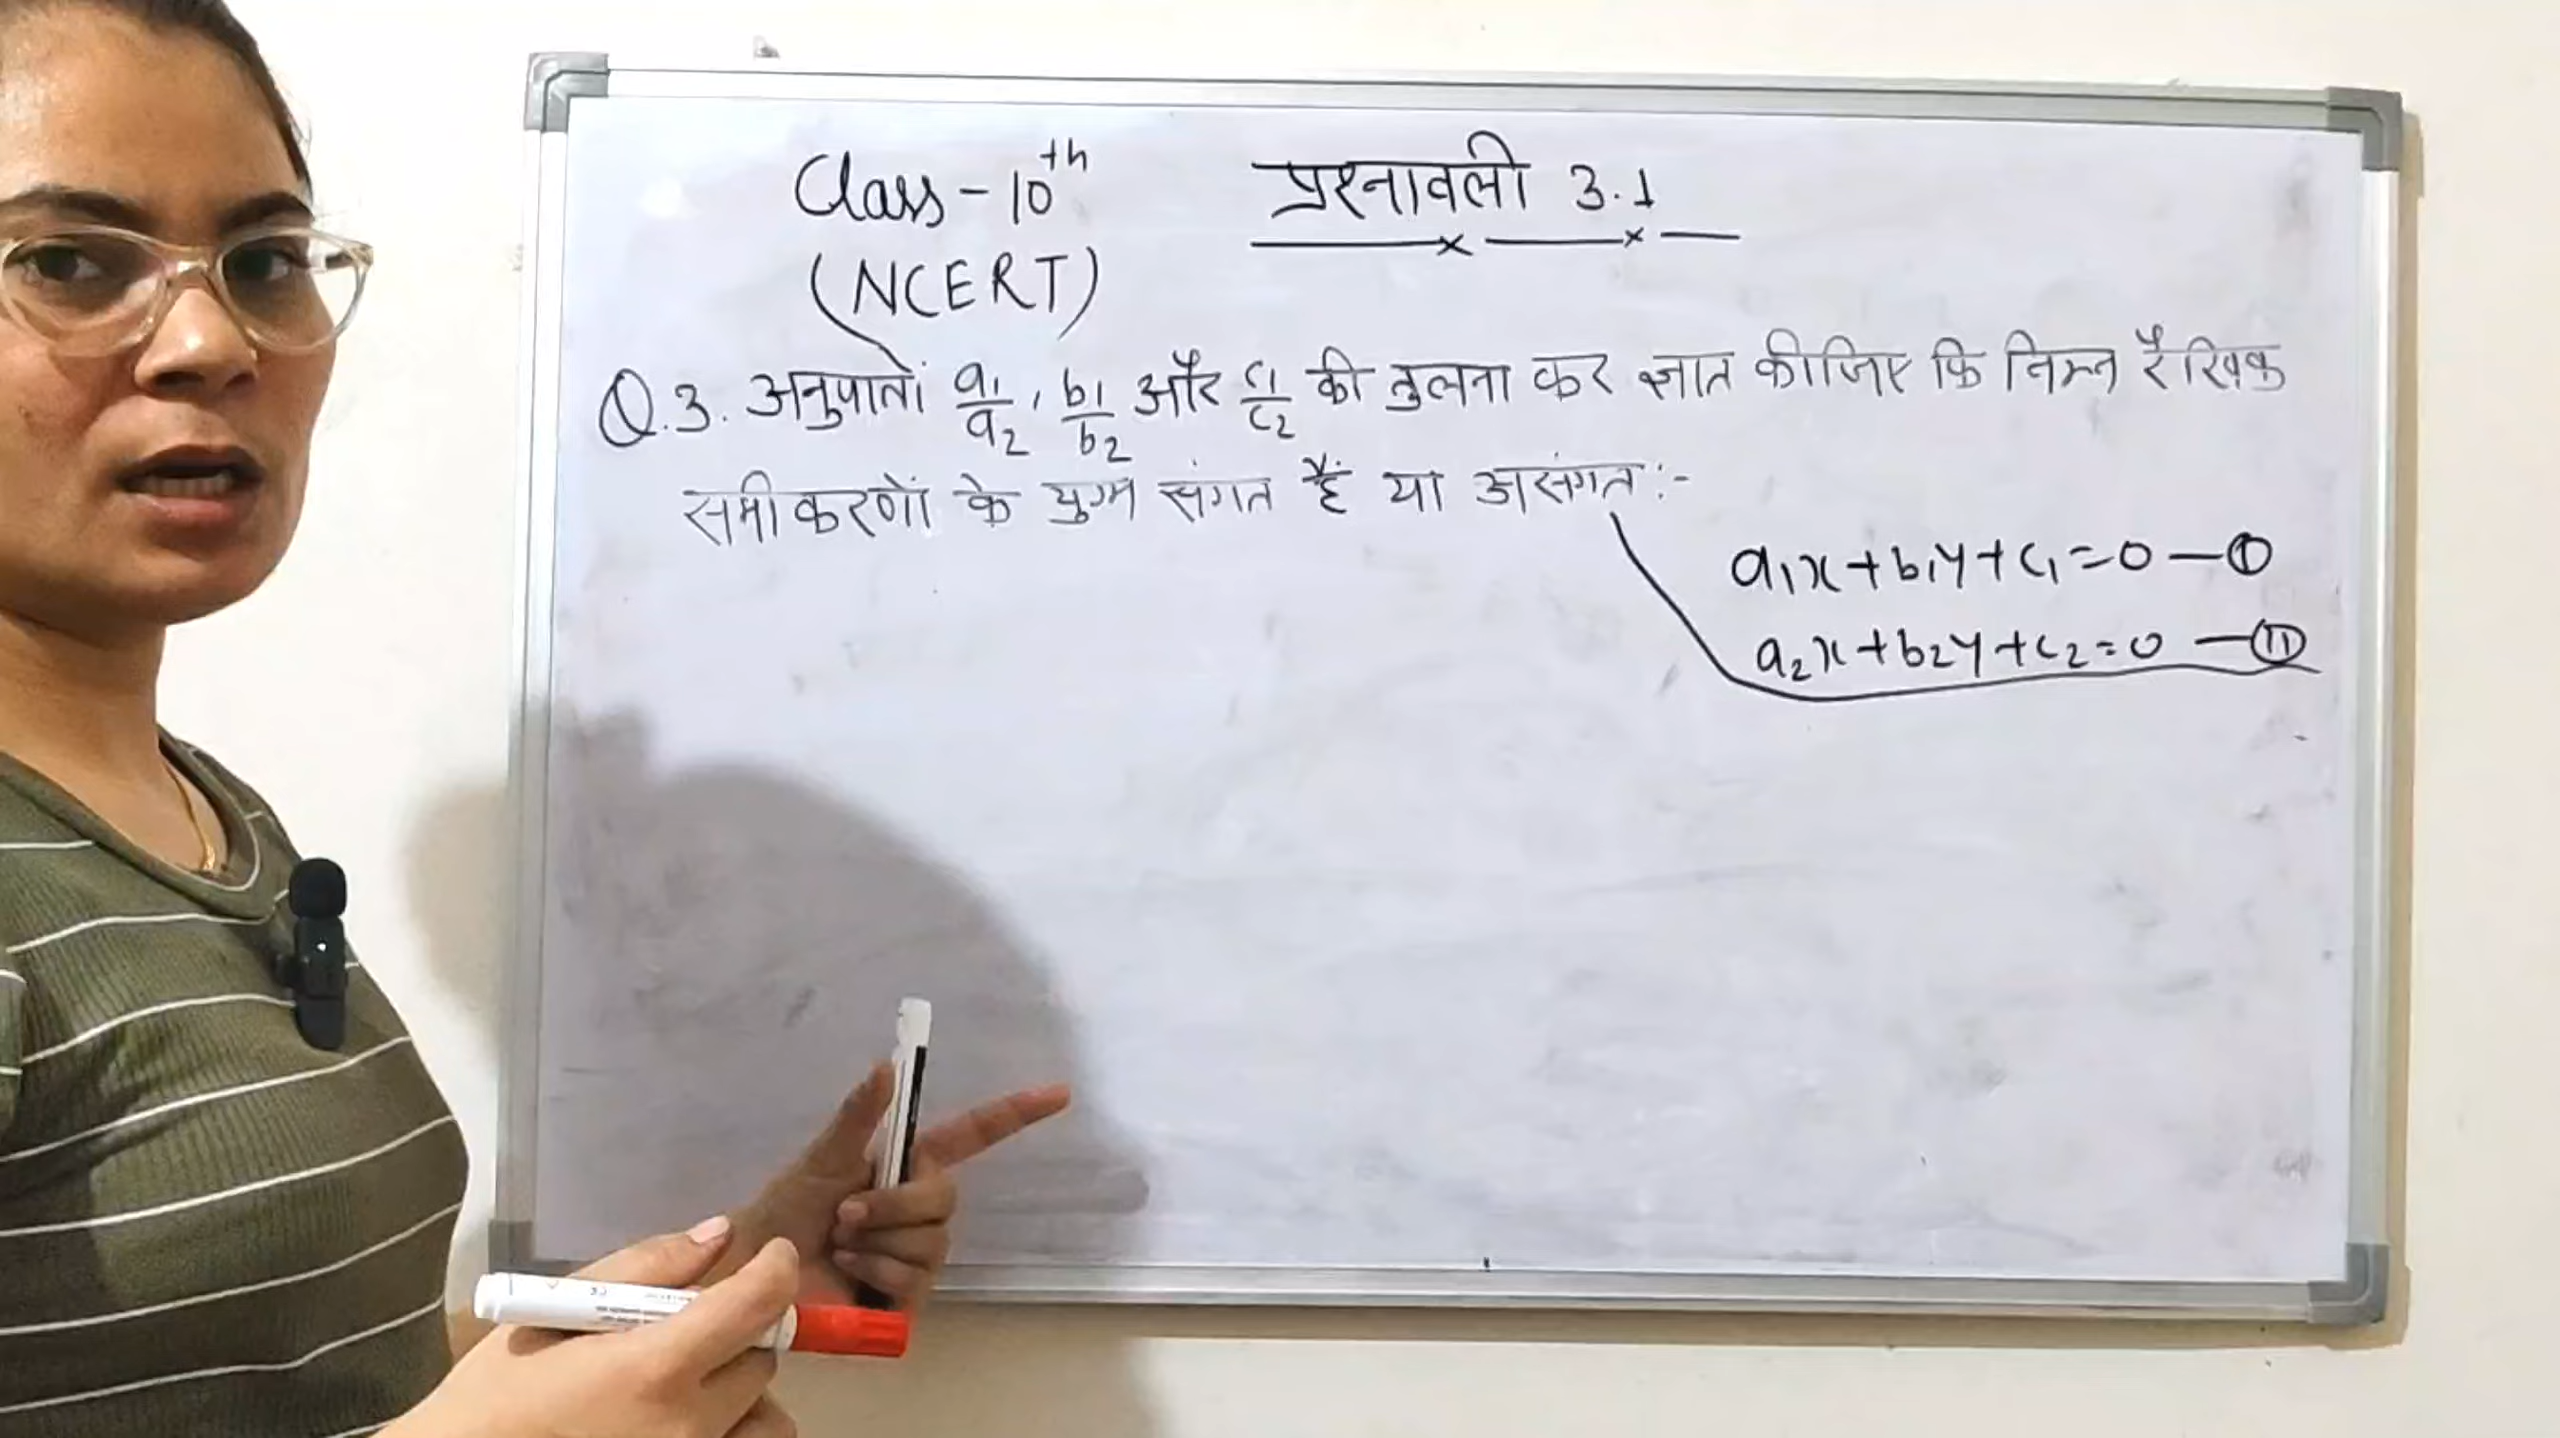 Class - 10th प्रश्नावली 3.1
(NCERT)
Q.3. अनुपातों a₁/a₂, b₁/b₂ और c₁/c₂ की तुलना कर ज्ञात कीजिए कि निम्न रैखिक
समीकरणों के युग्म संगत हैं या असंगत :-
a₁x+b₁y+c₁=0 —①
a₂x+b₂y+c₂=0 —Ⅱ